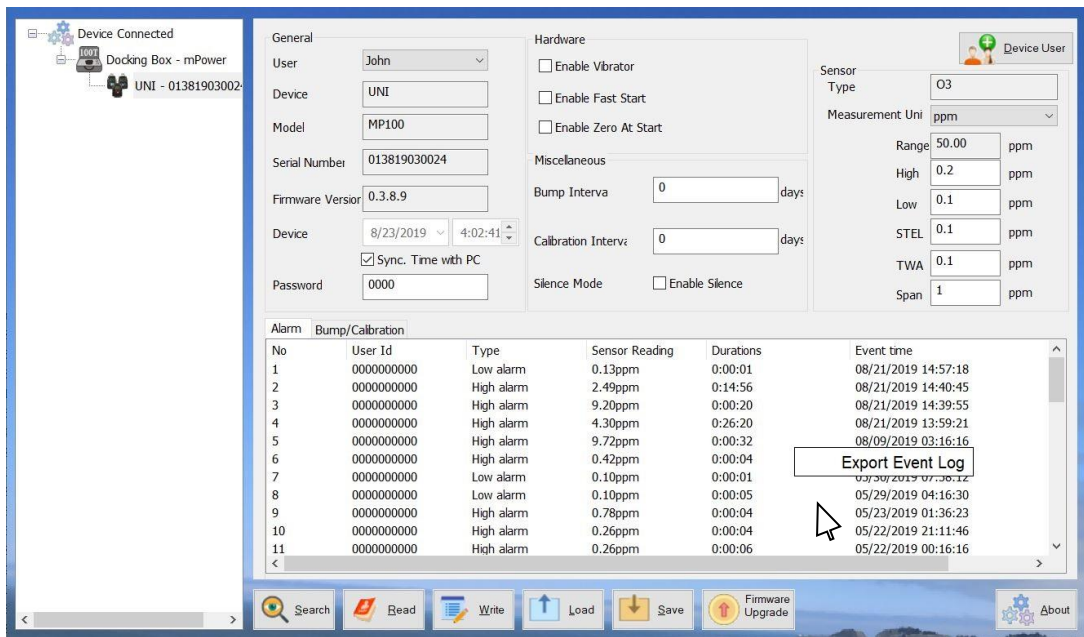 Device Connected
Docking Box - mPower
UNI - 01381903002
General
User John
Device UNI
Model MP100
Serial Number 013819030024
Firmware Version 0.3.8.9
Device 8/23/2019 4:02:41
Sync. Time with PC
Password 0000
Hardware
Enable Vibrator
Enable Fast Start
Enable Zero At Start
Miscellaneous
Bump Interva 0 days
Calibration Interva 0 days
Silence Mode Enable Silence
Device User
Sensor
Type O3
Measurement Uni ppm
Range 50.00 ppm
High 0.2 ppm
Low 0.1 ppm
STEL 0.1 ppm
TWA 0.1 ppm
Span 1 ppm
Alarm Bump/Calibration
No User Id Type Sensor Reading Durations Event time
1 0000000000 Low alarm 0.13ppm 0:00:01 08/21/2019 14:57:18
2 0000000000 High alarm 2.49ppm 0:14:56 08/21/2019 14:40:45
3 0000000000 High alarm 9.20ppm 0:00:20 08/21/2019 14:39:55
4 0000000000 High alarm 4.30ppm 0:26:20 08/21/2019 13:59:21
5 0000000000 High alarm 9.72ppm 0:00:32 08/09/2019 03:16:16
6 0000000000 High alarm 0.42ppm 0:00:04
Export Event Log
7 0000000000 Low alarm 0.10ppm 0:00:01
8 0000000000 Low alarm 0.10ppm 0:00:05 05/29/2019 04:16:30
9 0000000000 High alarm 0.78ppm 0:00:04 05/23/2019 01:36:23
10 0000000000 High alarm 0.26ppm 0:00:04 05/22/2019 21:11:46
11 0000000000 High alarm 0.26ppm 0:00:06 05/22/2019 00:16:16
Search Read Write Load Save Firmware Upgrade About